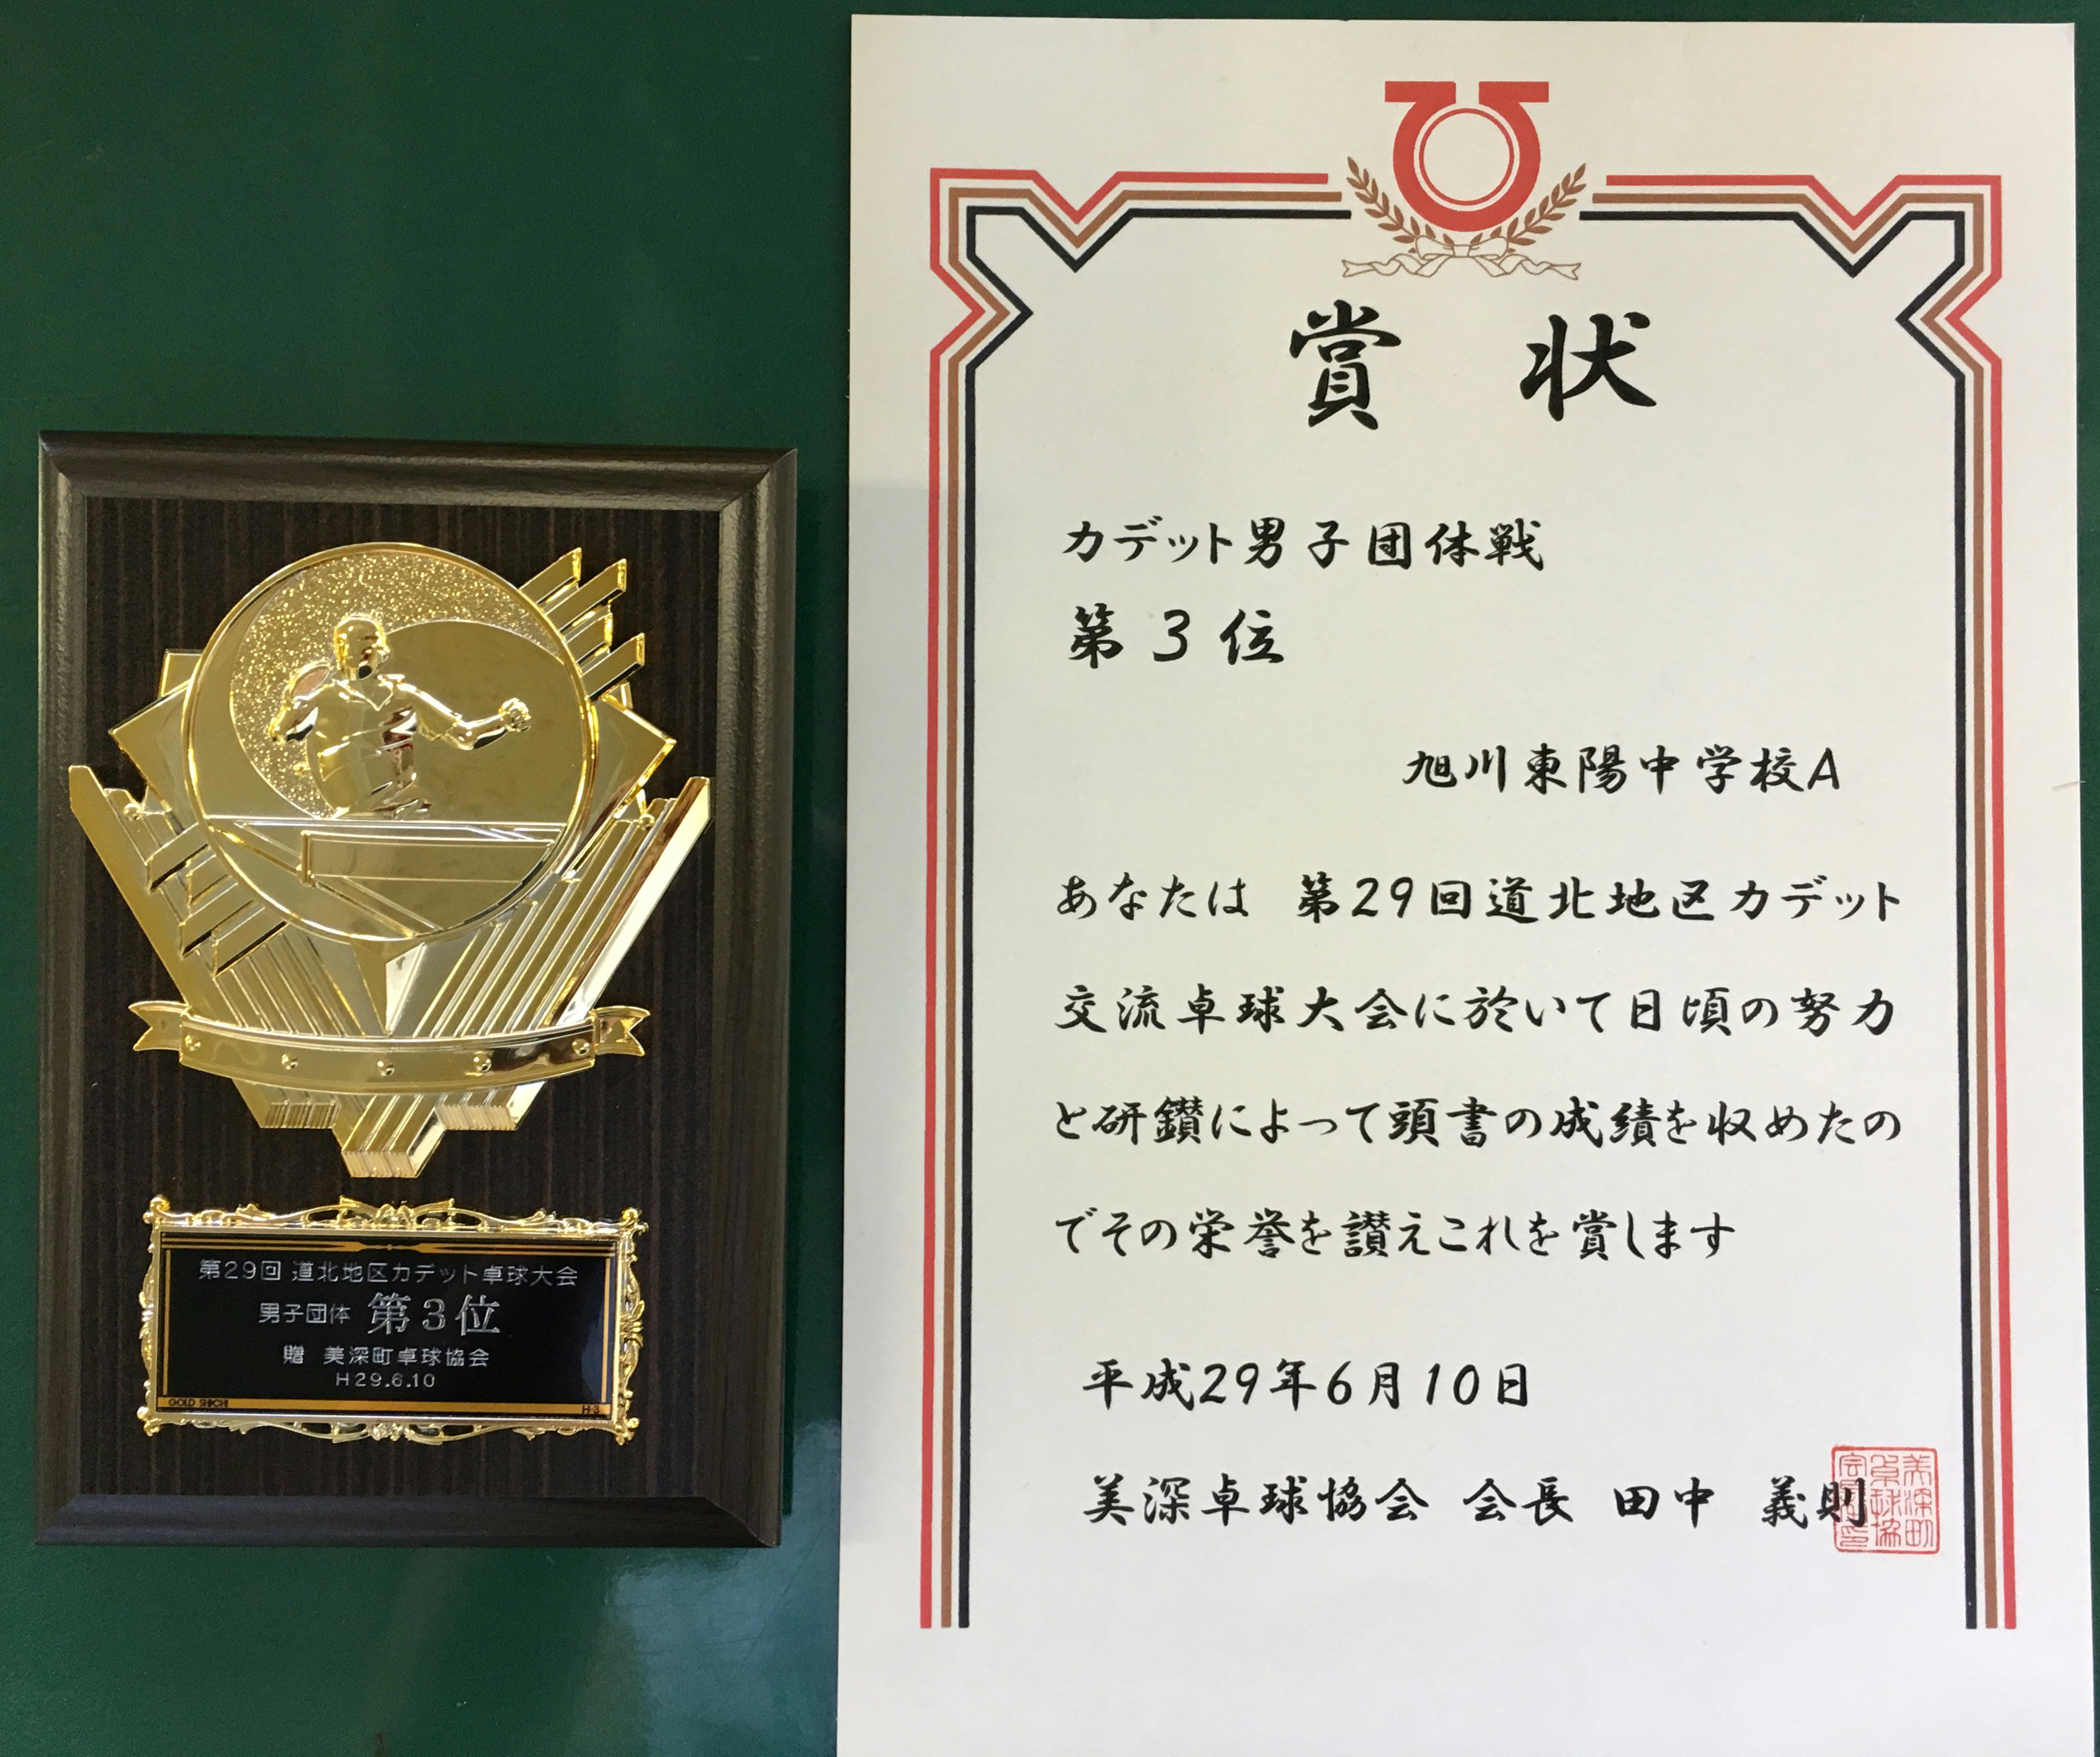 第29回 道北地区カデット卓球大会
男子団体 第3位
贈 美深町卓球協会
H29.6.10
GOLD SHICHI
H-3
賞 状
カデット男子団体戦
第3位
旭川東陽中学校A
あなたは 第29回道北地区カデット
交流卓球大会に於いて日頃の努力
と研鑽によって頭書の成績を収めたの
でその栄誉を讃えこれを賞します
平成29年6月10日
美深卓球協会 会長 田中 義則